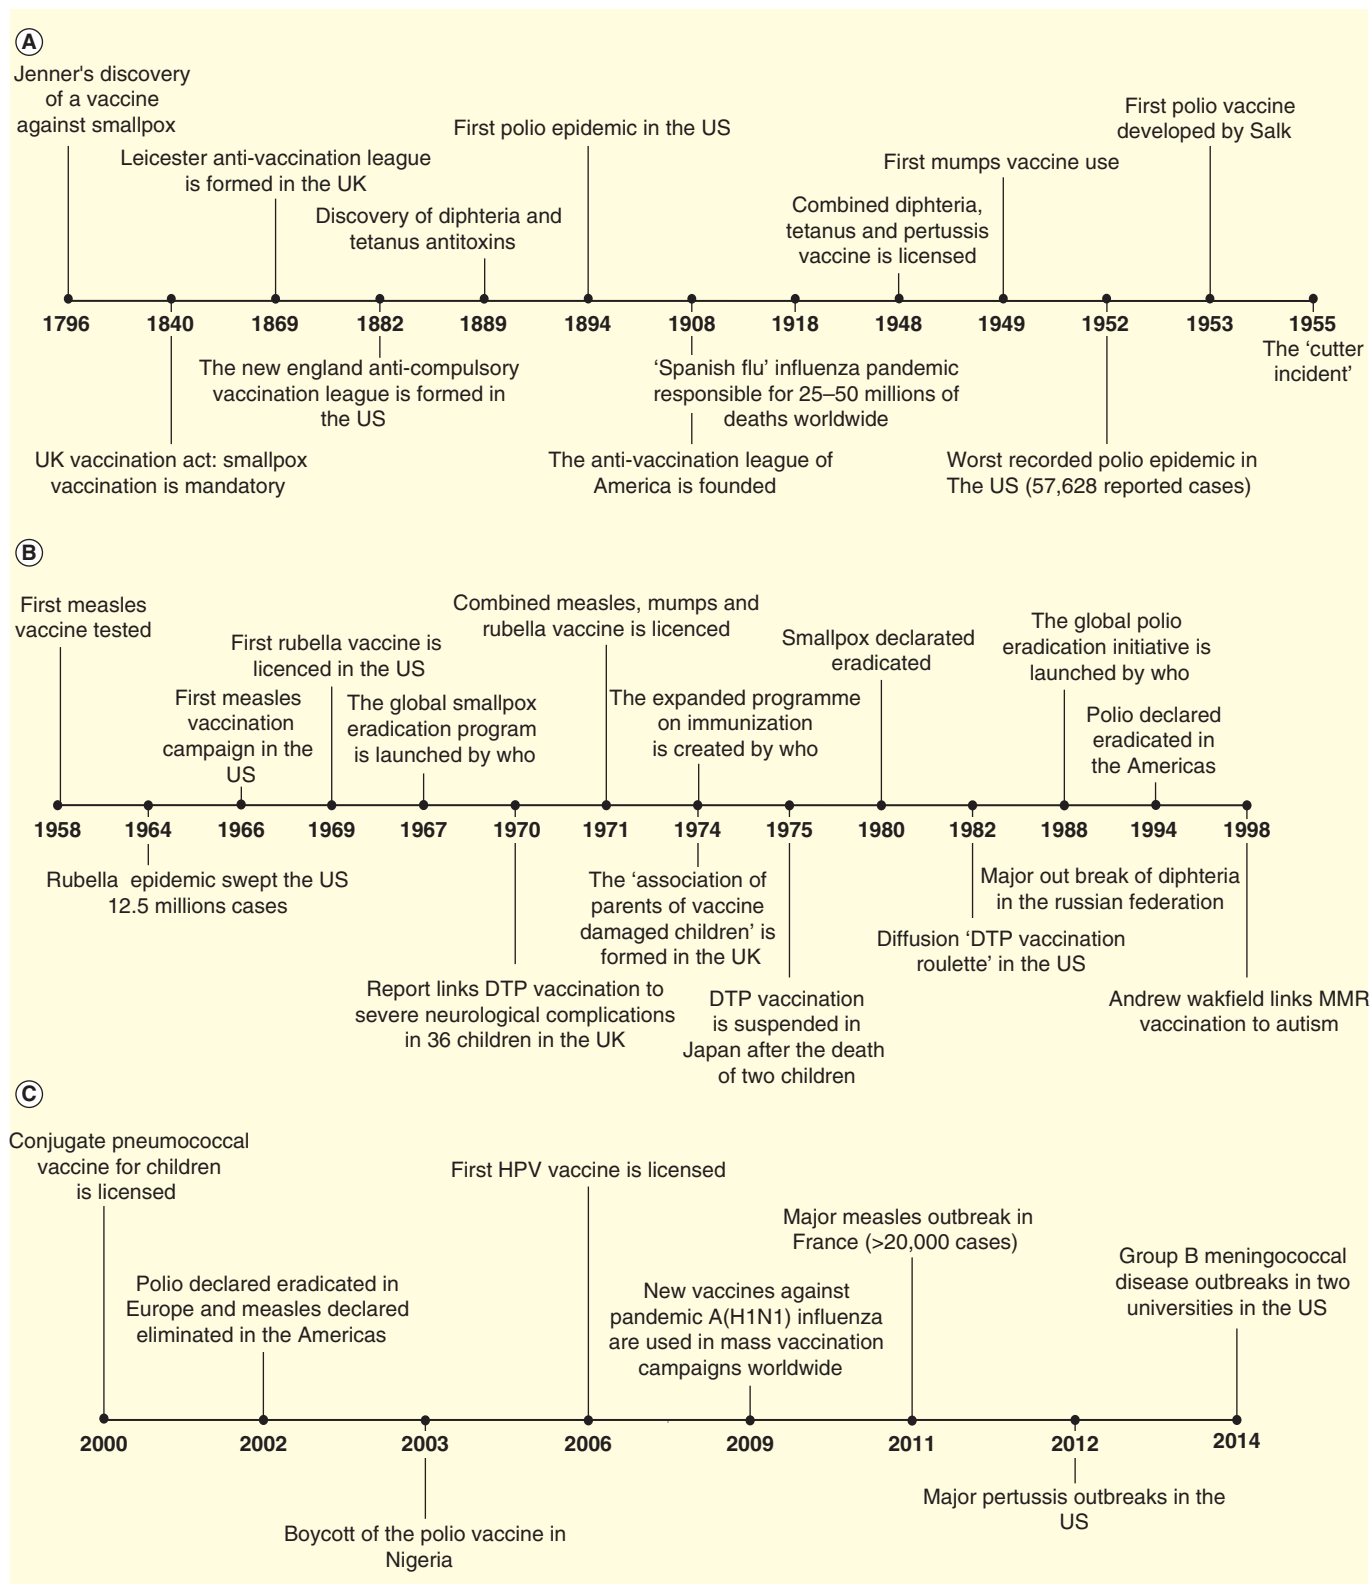 A
Jenner's discovery
of a vaccine
against smallpox
Leicester anti-vaccination league
is formed in the UK
Discovery of diphteria and
tetanus antitoxins
First polio epidemic in the US
Combined diphteria,
tetanus and pertussis
vaccine is licensed
First mumps vaccine use
First polio vaccine
developed by Salk
1796 1840 1869 1882 1889 1894 1908 1918 1948 1949 1952 1953 1955
The ‘cutter
incident’
The new england anti-compulsory
vaccination league is formed in
the US
‘Spanish flu’ influenza pandemic
responsible for 25–50 millions of
deaths worldwide
UK vaccination act: smallpox
vaccination is mandatory
The anti-vaccination league of
America is founded
Worst recorded polio epidemic in
The US (57,628 reported cases)
B
First measles
vaccine tested
First measles
vaccination
campaign in the
US
First rubella vaccine is
licenced in the US
The global smallpox
eradication program
is launched by who
Combined measles, mumps and
rubella vaccine is licenced
The expanded programme
on immunization
is created by who
Smallpox declarated
eradicated
The global polio
eradication initiative is
launched by who
Polio declared
eradicated in
the Americas
1958 1964 1966 1969 1967 1970 1971 1974 1975 1980 1982 1988 1994 1998
Rubella epidemic swept the US
12.5 millions cases
Report links DTP vaccination to
severe neurological complications
in 36 children in the UK
The ‘association of
parents of vaccine
damaged children’ is
formed in the UK
DTP vaccination
is suspended in
Japan after the death
of two children
Major out break of diphteria
in the russian federation
Diffusion ‘DTP vaccination
roulette’ in the US
Andrew wakfield links MMR
vaccination to autism
C
Conjugate pneumococcal
vaccine for children
is licensed
Polio declared eradicated in
Europe and measles declared
eliminated in the Americas
First HPV vaccine is licensed
New vaccines against
pandemic A(H1N1) influenza
are used in mass vaccination
campaigns worldwide
Major measles outbreak in
France (>20,000 cases)
Group B meningococcal
disease outbreaks in two
universities in the US
2000 2002 2003 2006 2009 2011 2012 2014
Boycott of the polio vaccine in
Nigeria
Major pertussis outbreaks in the
US